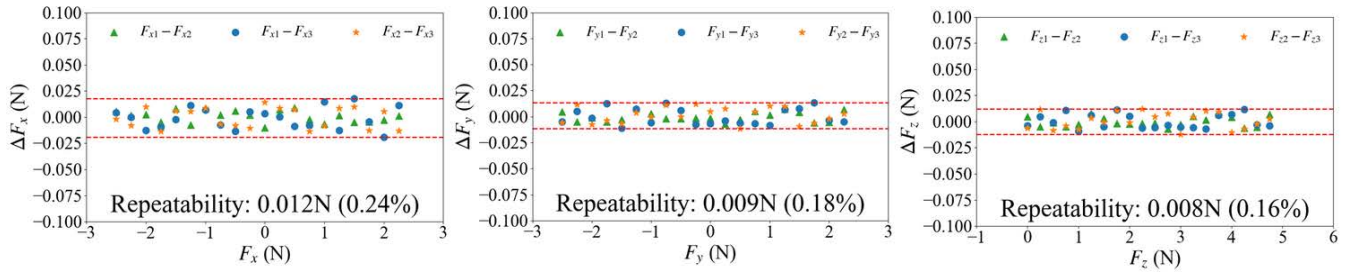 0.100
0.075
0.050
0.025
0.000
−0.025
−0.050
−0.075
−0.100
ΔFx (N)
Fx1 − Fx2
Fx1 − Fx3
Fx2 − Fx3
Repeatability: 0.012N (0.24%)
−3 −2 −1 0 1 2 3
Fx (N)
0.100
0.075
0.050
0.025
0.000
−0.025
−0.050
−0.075
−0.100
ΔFy (N)
Fy1 − Fy2
Fy1 − Fy3
Fy2 − Fy3
Repeatability: 0.009N (0.18%)
−3 −2 −1 0 1 2 3
Fy (N)
0.100
0.075
0.050
0.025
0.000
−0.025
−0.050
−0.075
−0.100
ΔFz (N)
Fz1 − Fz2
Fz1 − Fz3
Fz2 − Fz3
Repeatability: 0.008N (0.16%)
−1 0 1 2 3 4 5 6
Fz (N)